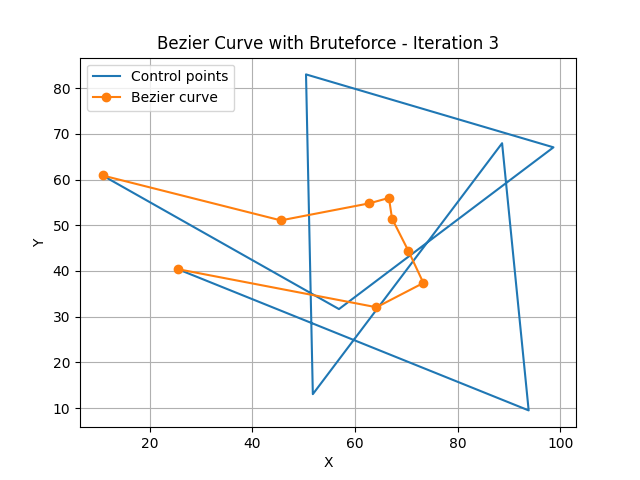 Bezier Curve with Bruteforce - Iteration 3
Control points
Bezier curve
80
70
60
50
40
30
20
10
Y
20 40 60 80 100
X